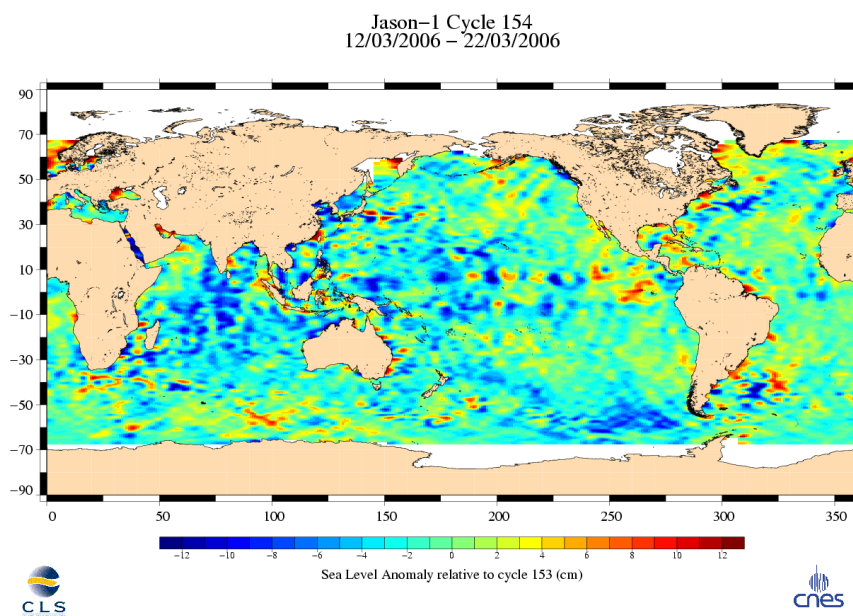 Jason−1 Cycle 154
12/03/2006 − 22/03/2006
90
70
50
30
10
−10
−30
−50
−70
−90
0 50 100 150 200 250 300 350
−12 −10 −8 −6 −4 −2 0 2 4 6 8 10 12
Sea Level Anomaly relative to cycle 153 (cm)
CLS
cnes